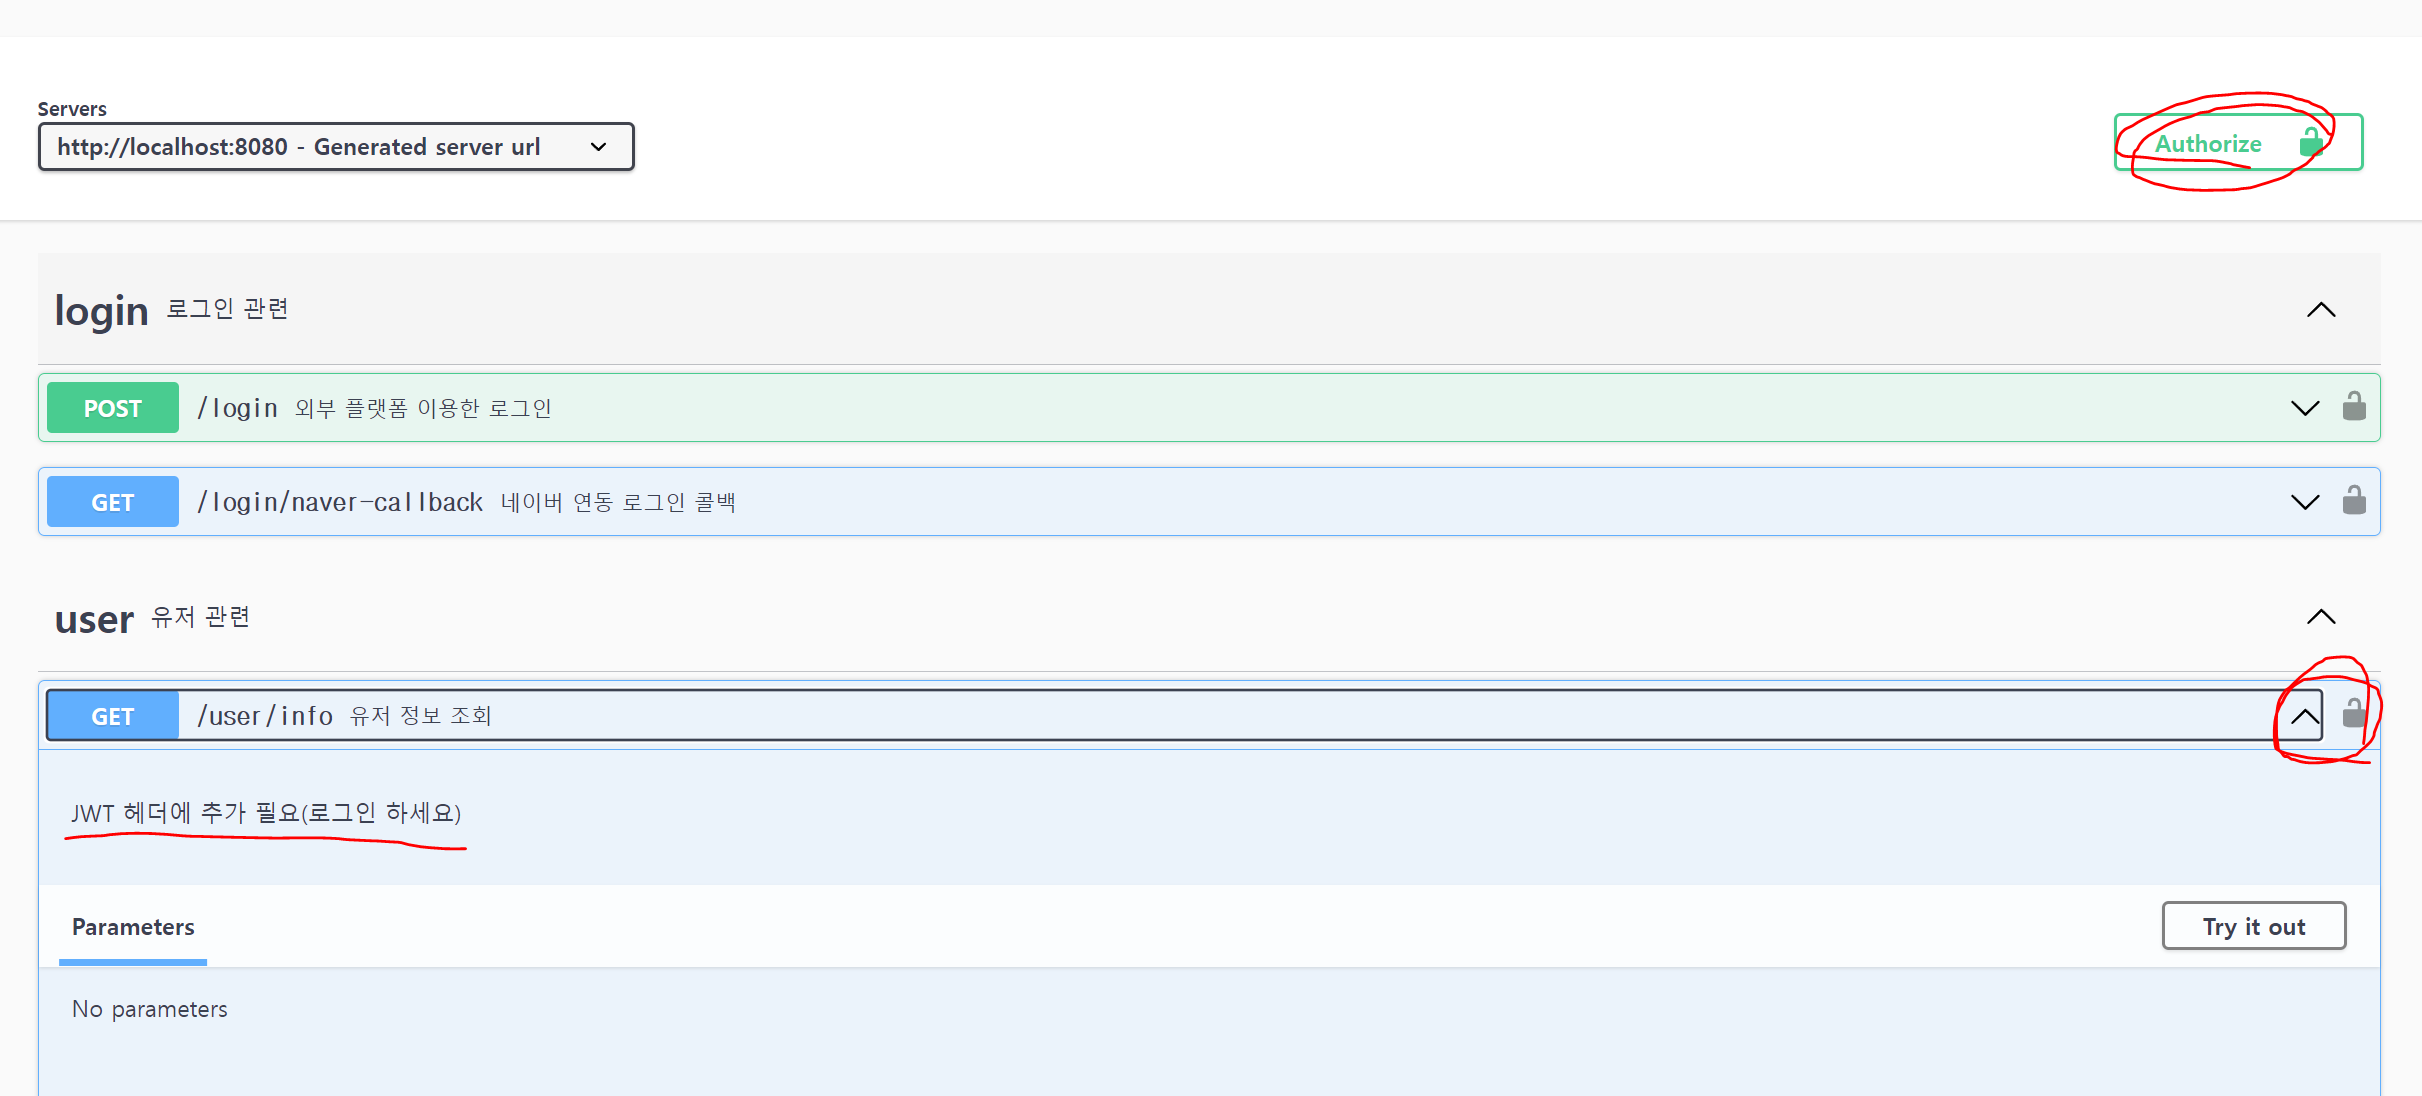 Servers
http://localhost:8080 - Generated server url
Authorize
login 로그인 관련
POST /login 외부 플랫폼 이용한 로그인
GET /login/naver-callback 네이버 연동 로그인 콜백
user 유저 관련
GET /user/info 유저 정보 조회
JWT 헤더에 추가 필요(로그인 하세요)
Parameters
Try it out
No parameters